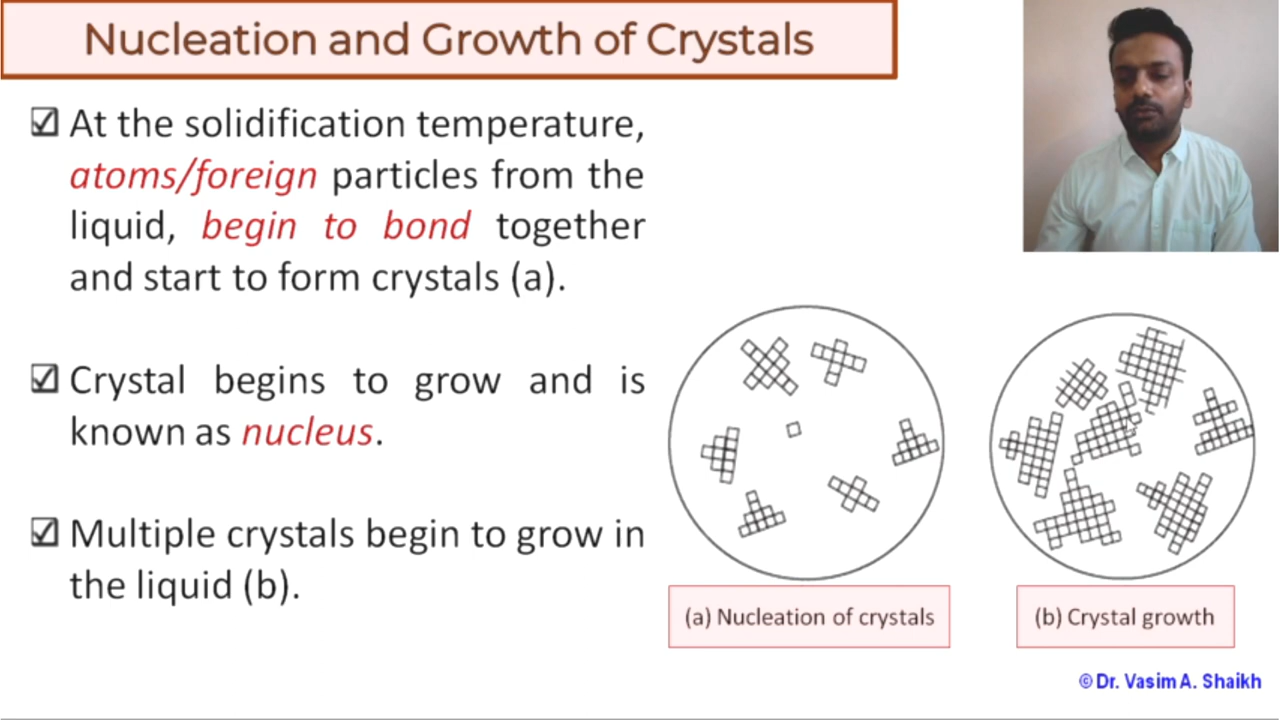 Nucleation and Growth of Crystals
☑ At the solidification temperature,
atoms/foreign particles from the
liquid, begin to bond together
and start to form crystals (a).
☑ Crystal begins to grow and is
known as nucleus.
☑ Multiple crystals begin to grow in
the liquid (b).
(a) Nucleation of crystals
(b) Crystal growth
© Dr. Vasim A. Shaikh